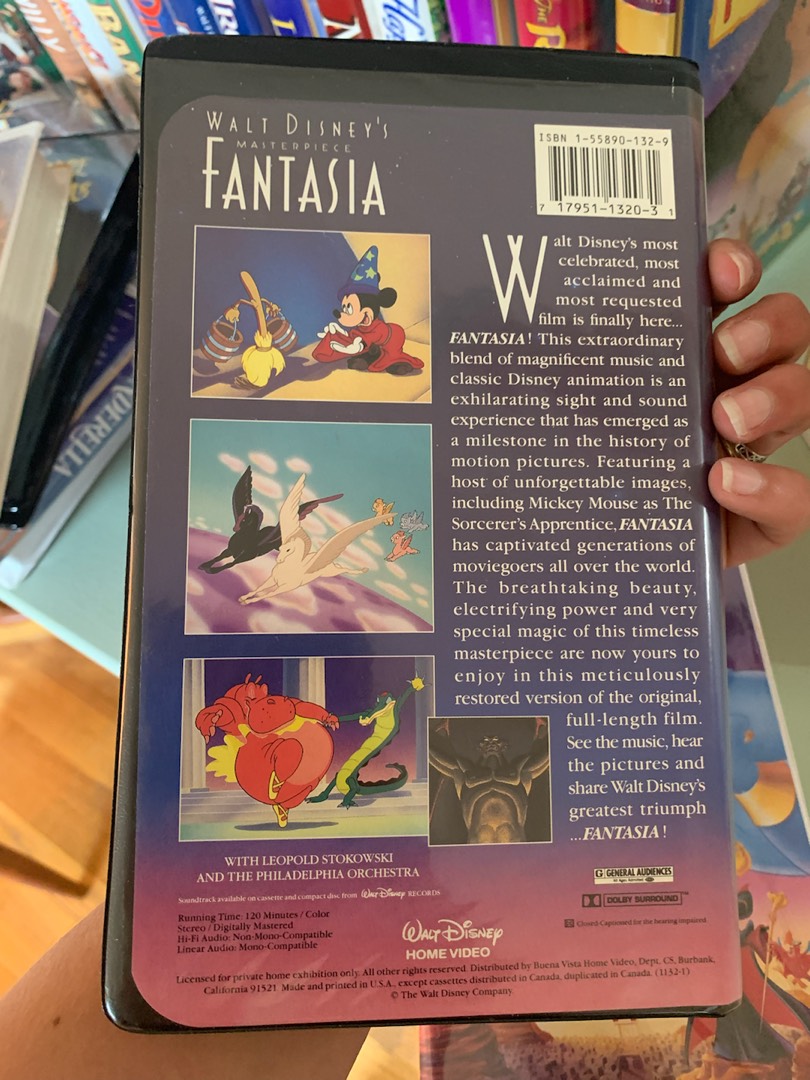 WALT DISNEY'S
MASTERPIECE
FANTASIA
ISBN 1-55890-132-9
7 17951-1320-3 1
Walt Disney's most
celebrated, most
acclaimed and
most requested
film is finally here...
FANTASIA! This extraordinary
blend of magnificent music and
classic Disney animation is an
exhilarating sight and sound
experience that has emerged as
a milestone in the history of
motion pictures. Featuring a
host of unforgettable images,
including Mickey Mouse as The
Sorcerer's Apprentice, FANTASIA
has captivated generations of
moviegoers all over the world.
The breathtaking beauty,
electrifying power and very
special magic of this timeless
masterpiece are now yours to
enjoy in this meticulously
restored version of the original,
full-length film.
See the music, hear
the pictures and
share Walt Disney's
greatest triumph
...FANTASIA!
WITH LEOPOLD STOKOWSKI
AND THE PHILADELPHIA ORCHESTRA
Soundtrack available on cassette and compact disc from Walt Disney RECORDS
Running Time: 120 Minutes / Color
Stereo / Digitally Mastered
Hi-Fi Audio: Non-Mono-Compatible
Linear Audio: Mono-Compatible
Walt Disney
HOME VIDEO
G GENERAL AUDIENCES
All Ages Admitted
DOLBY SURROUND
Closed-Captioned for the hearing impaired.
Licensed for private home exhibition only. All other rights reserved. Distributed by Buena Vista Home Video, Dept. CS, Burbank,
California 91521. Made and printed in U.S.A., except cassettes distributed in Canada, duplicated in Canada. (1132-1)
© The Walt Disney Company.